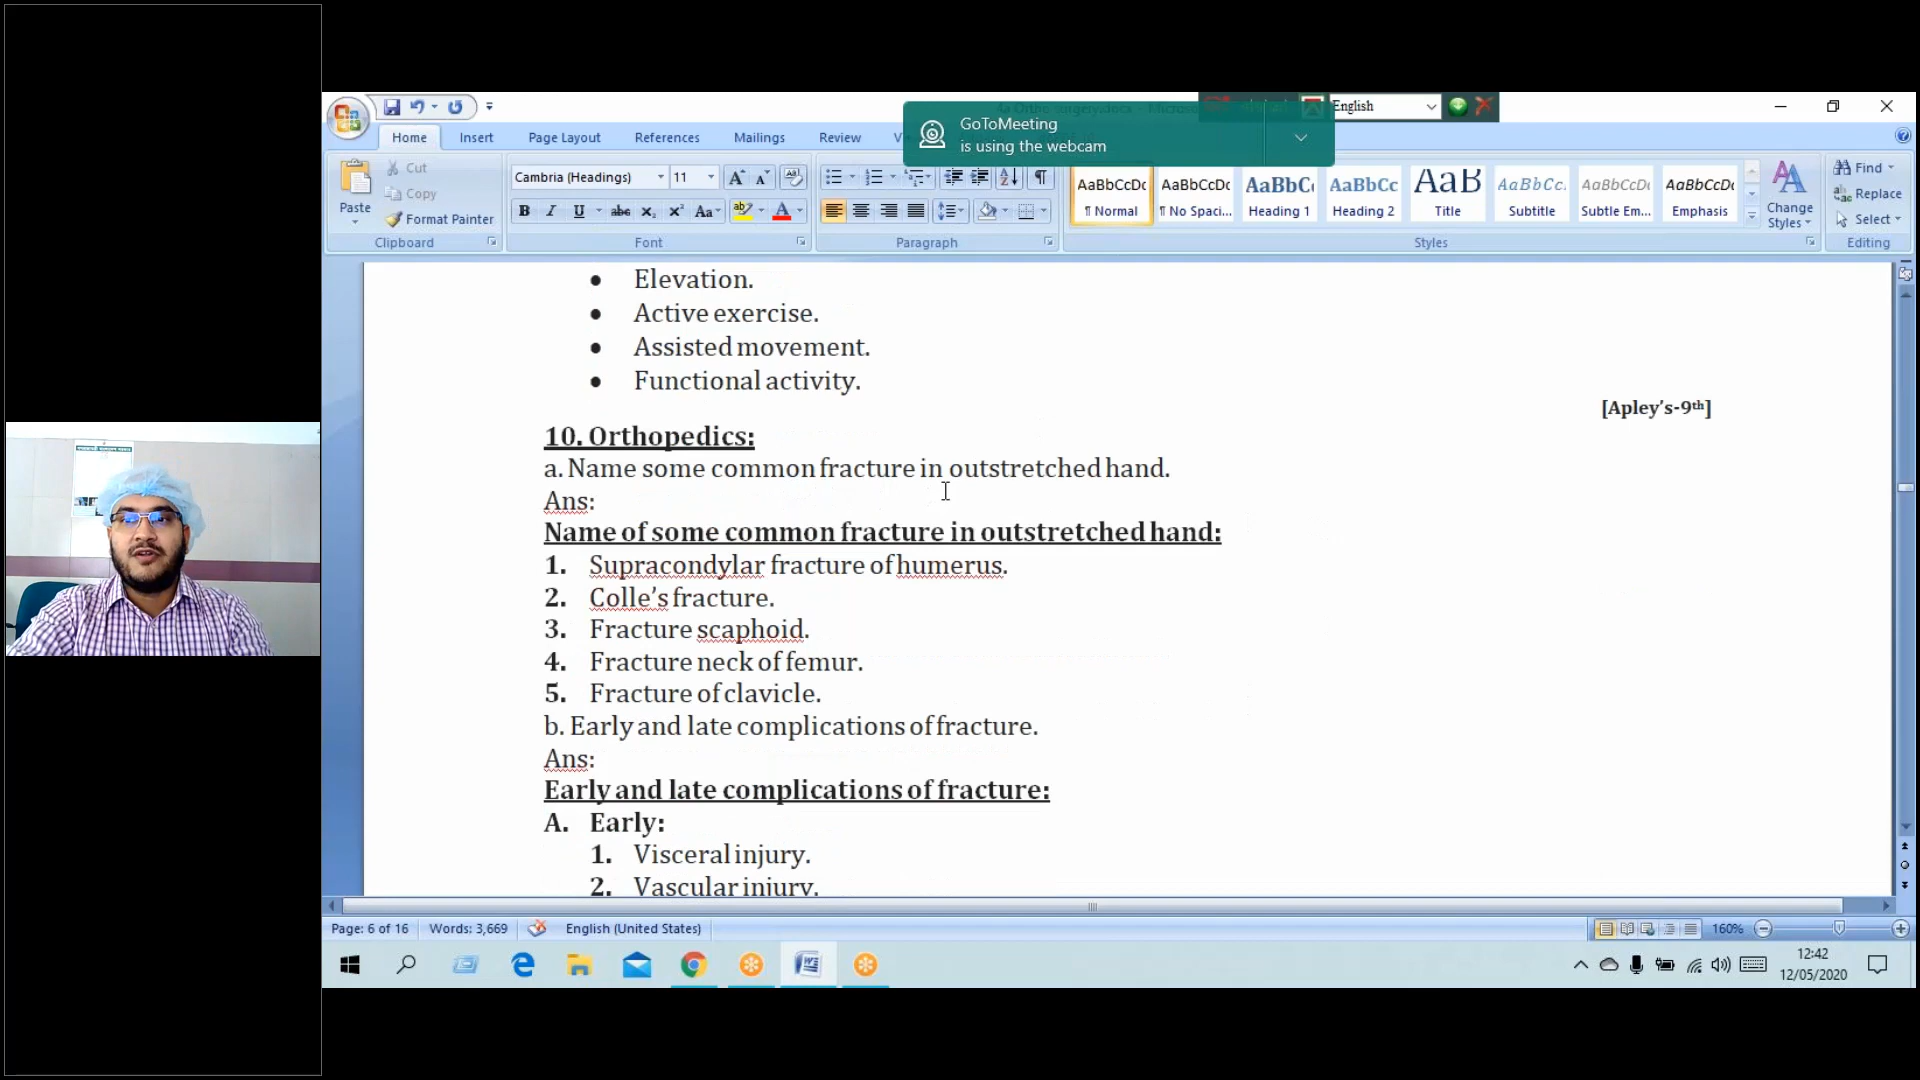 English
GoToMeeting
is using the webcam
Home Insert Page Layout References Mailings Review
Paste
Cut
Copy
Format Painter
Cambria (Headings) 11
AaBbCcDc AaBbCcDc AaBbC AaBbCc AaB AaBbCc. AaBbCcDi AaBbCcDc
¶ Normal ¶ No Spaci... Heading 1 Heading 2 Title Subtitle Subtle Em... Emphasis
Change
Styles
Find
Replace
Select
Clipboard Font Paragraph Styles Editing
• Elevation.
• Active exercise.
• Assisted movement.
• Functional activity.
[Apley's-9th]
10. Orthopedics:
a. Name some common fracture in outstretched hand.
Ans:
Name of some common fracture in outstretched hand:
1. Supracondylar fracture of humerus.
2. Colle's fracture.
3. Fracture scaphoid.
4. Fracture neck of femur.
5. Fracture of clavicle.
b. Early and late complications of fracture.
Ans:
Early and late complications of fracture:
A. Early:
1. Visceral injury.
2. Vascular injury.
Page: 6 of 16 Words: 3,669 English (United States) 160%
12:42
12/05/2020